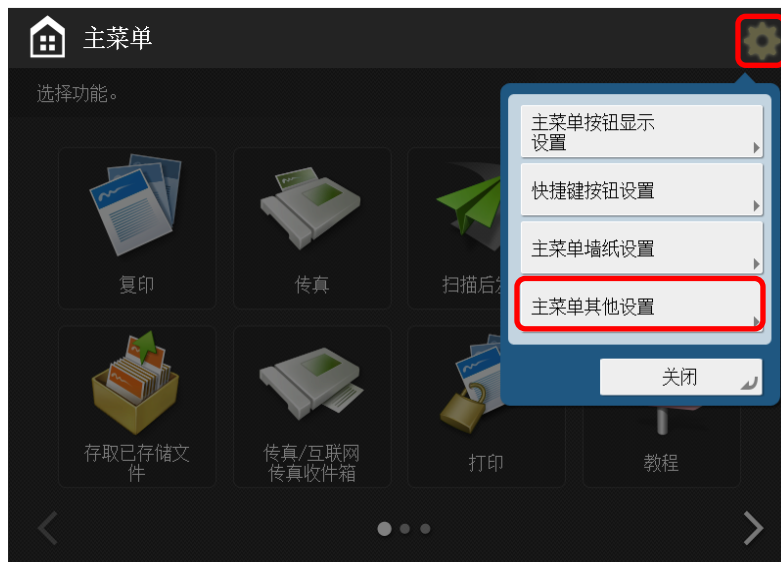 主菜单
选择功能。
主菜单按钮显示
设置
快捷键按钮设置
主菜单墙纸设置
主菜单其他设置
关闭
复印
传真
扫描后
存取已存储文
件
传真/互联网
传真收件箱
打印
教程